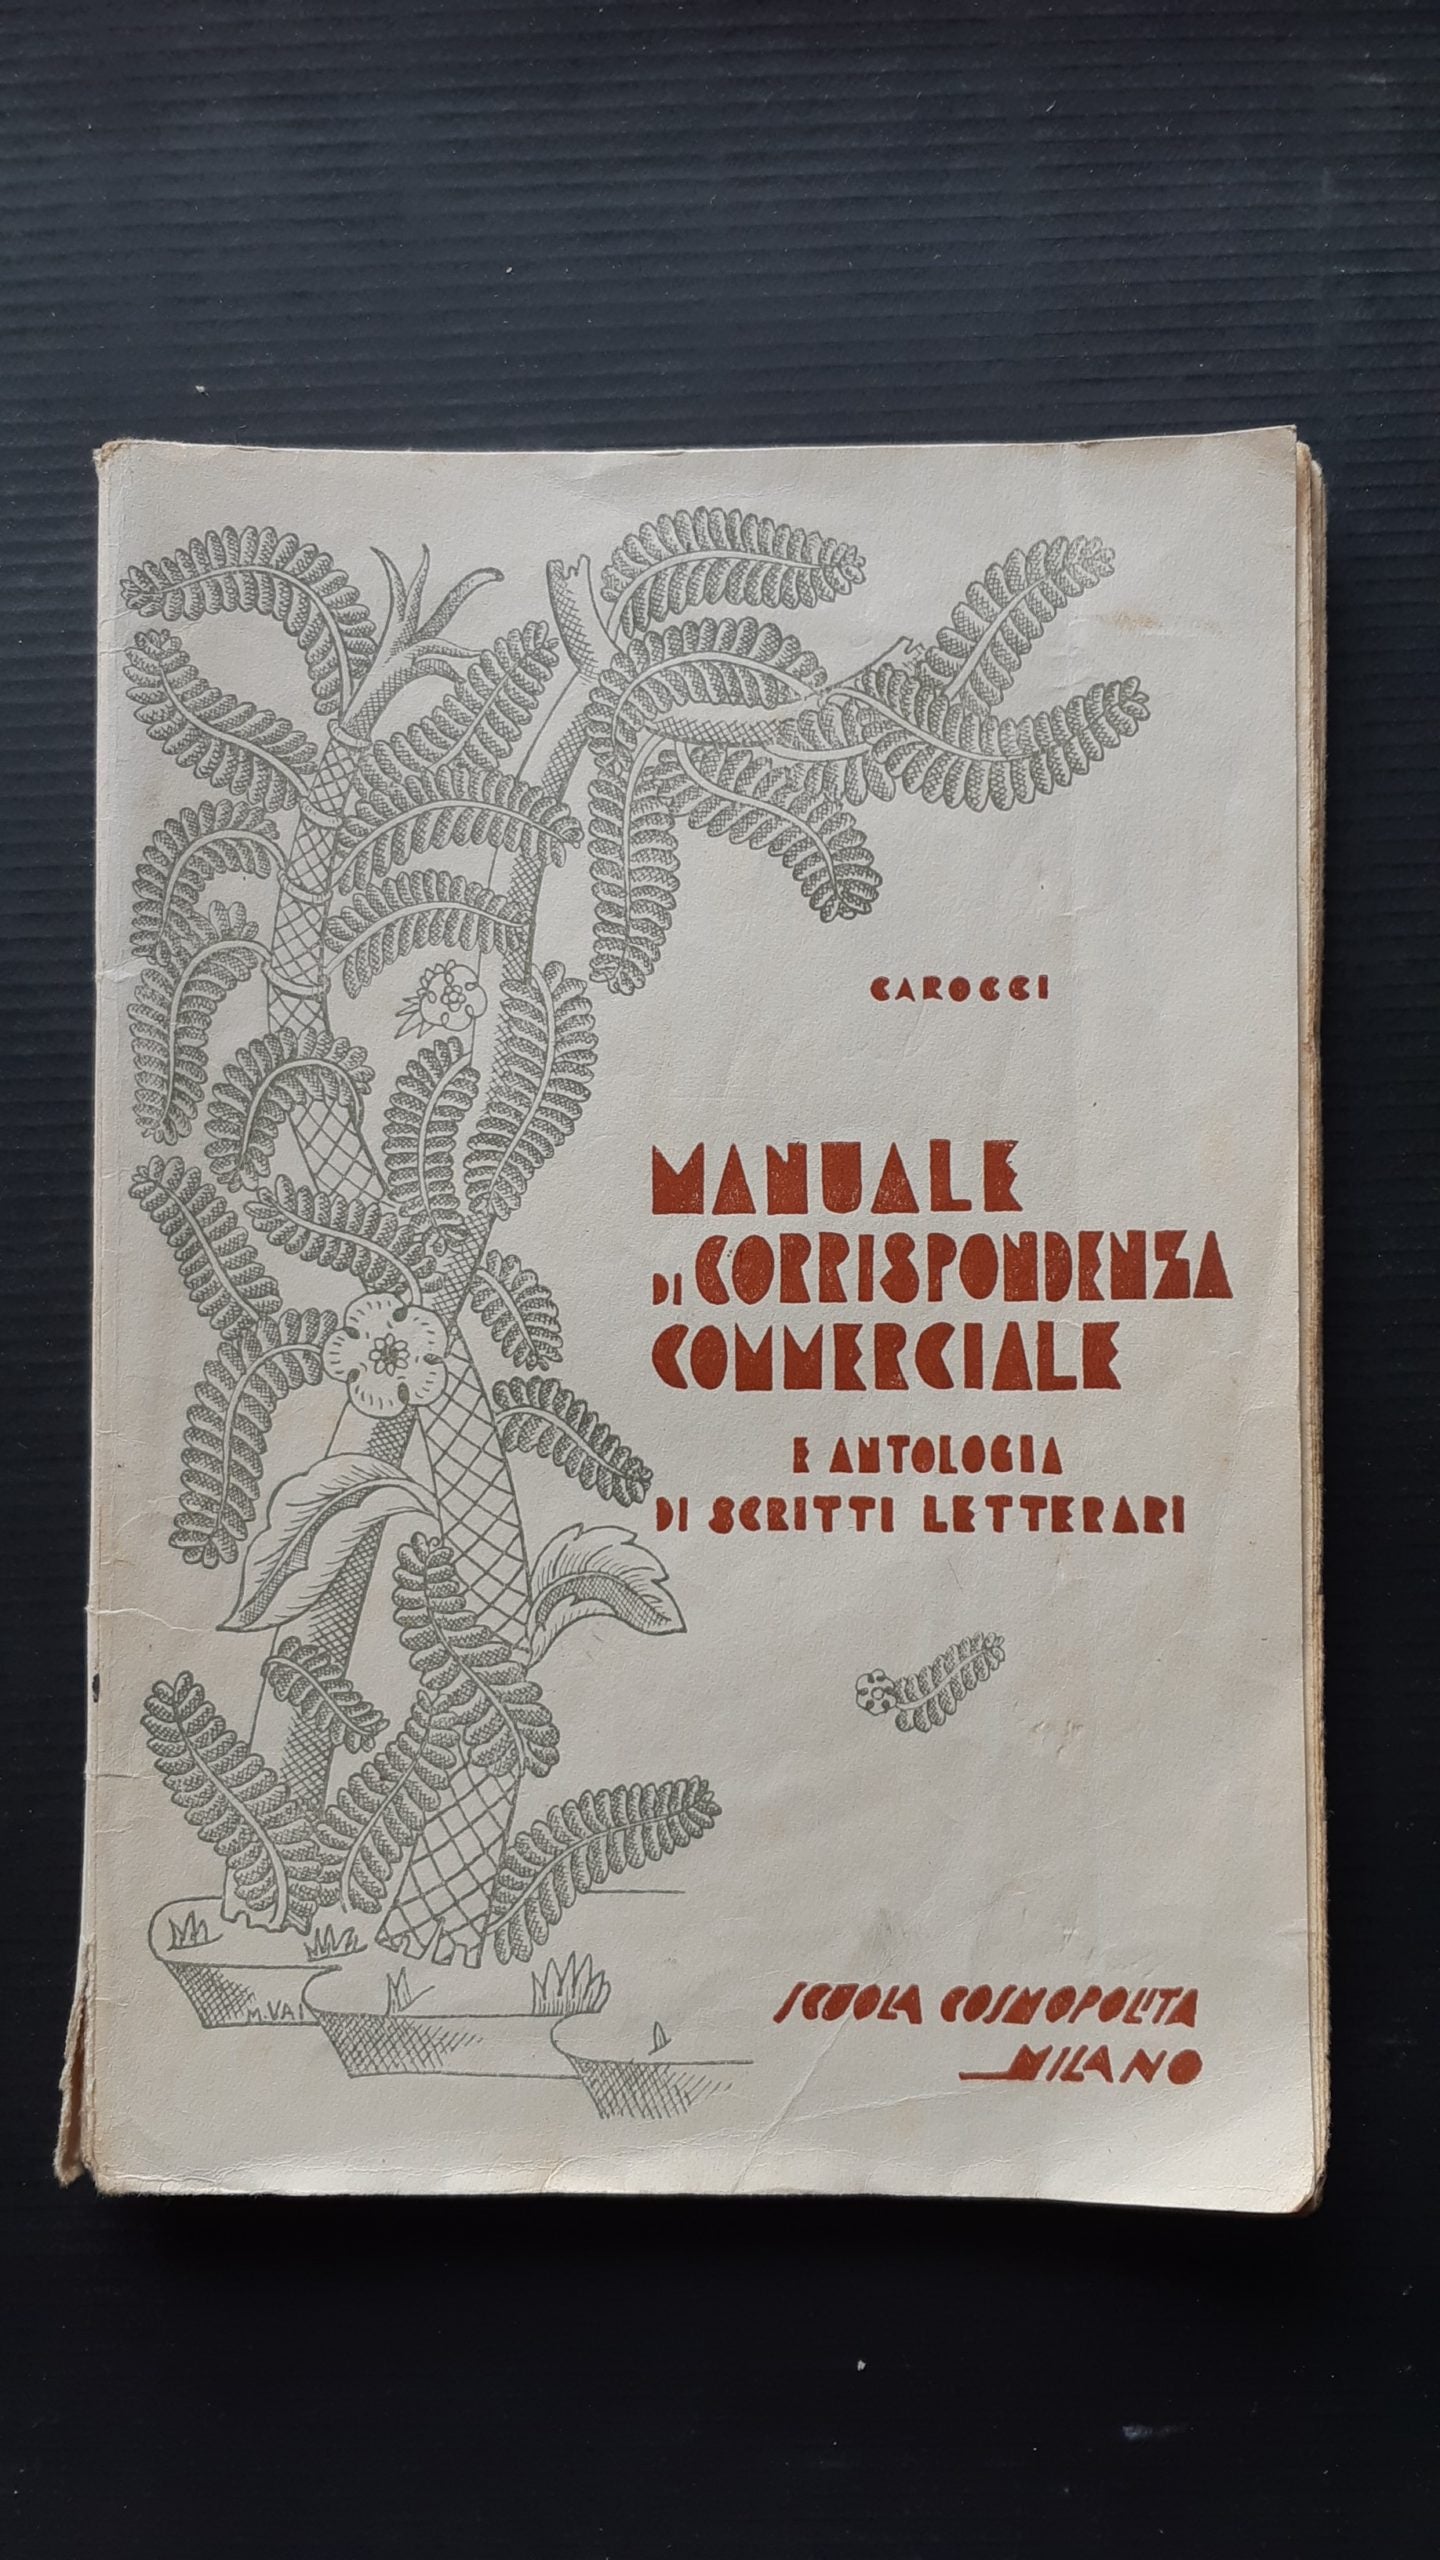 CAROCCI
MANUALE
DI CORRISPONDENZA
COMMERCIALE
E ANTOLOGIA
DI SCRITTI LETTERARI
M. VAI
SCUOLA COSMOPOLITA
MILANO